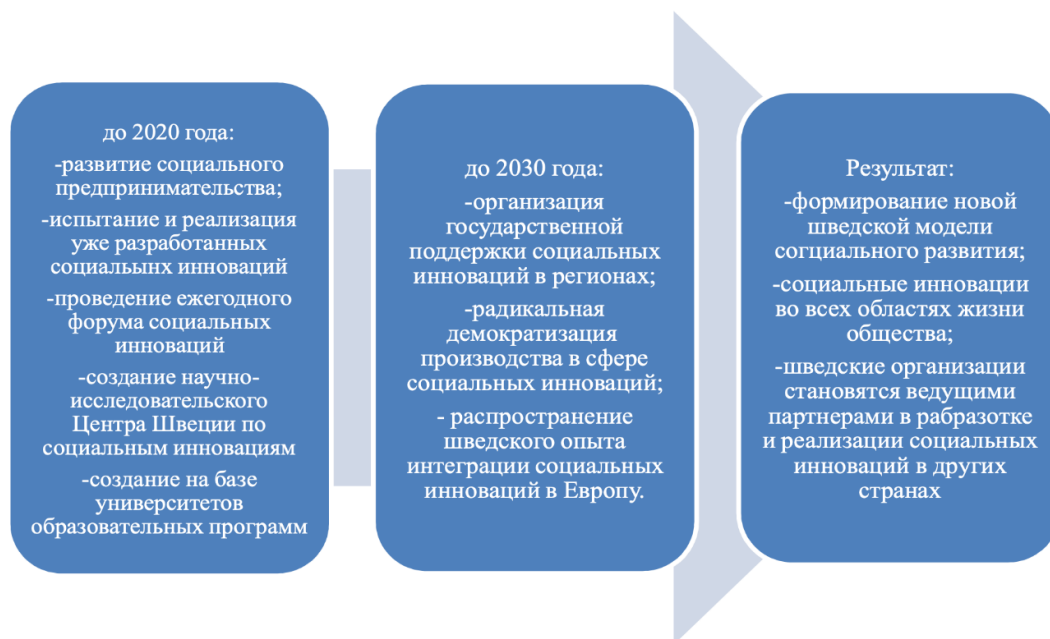 до 2020 года:
-развитие социального
предпринимательства;
-испытание и реализация
уже разработанных
социальынх инноваций
-проведение ежегодного
форума социальных
инноваций
-создание научно-
исследовательского
Центра Швеции по
социальным инновациям
-создание на базе
университетов
образовательных программ
до 2030 года:
-организация
государственной
поддержки социальных
инноваций в регионах;
-радикальная
демократизация
производства в сфере
социальных инноваций;
- распространение
шведского опыта
интеграции социальных
инноваций в Европу.
Результат:
-формирование новой
шведской модели
согциального развития;
-социальные инновации
во всех областях жизни
общества;
-шведские организации
становятся ведущими
партнерами в рабразотке
и реализации социальных
инноваций в других
странах